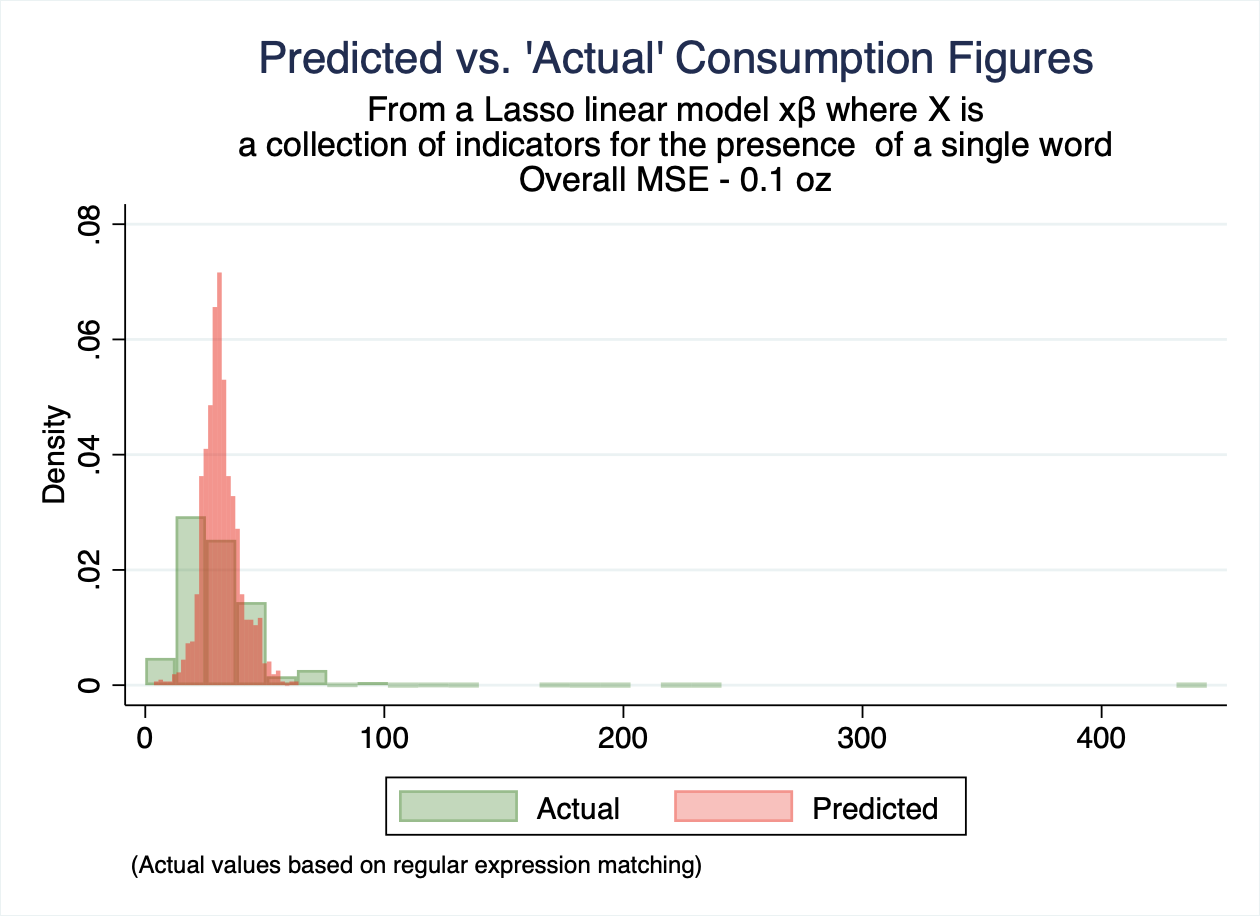 Predicted vs. 'Actual' Consumption Figures
From a Lasso linear model xβ where X is
a collection of indicators for the presence  of a single word
Overall MSE - 0.1 oz
Density
.08
.06
.04
.02
0
0 100 200 300 400
Actual Predicted
(Actual values based on regular expression matching)